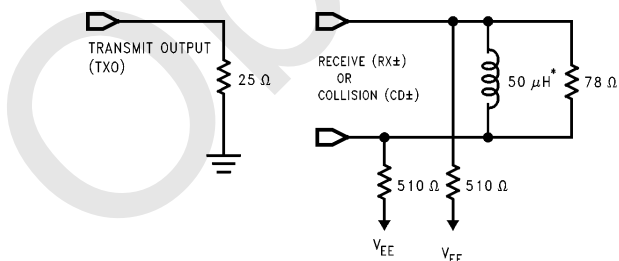 TRANSMIT OUTPUT
(TXO)
25 Ω
RECEIVE (RX±)
OR
COLLISION (CD±)
50 μH*
78 Ω
510 Ω
510 Ω
VEE
VEE